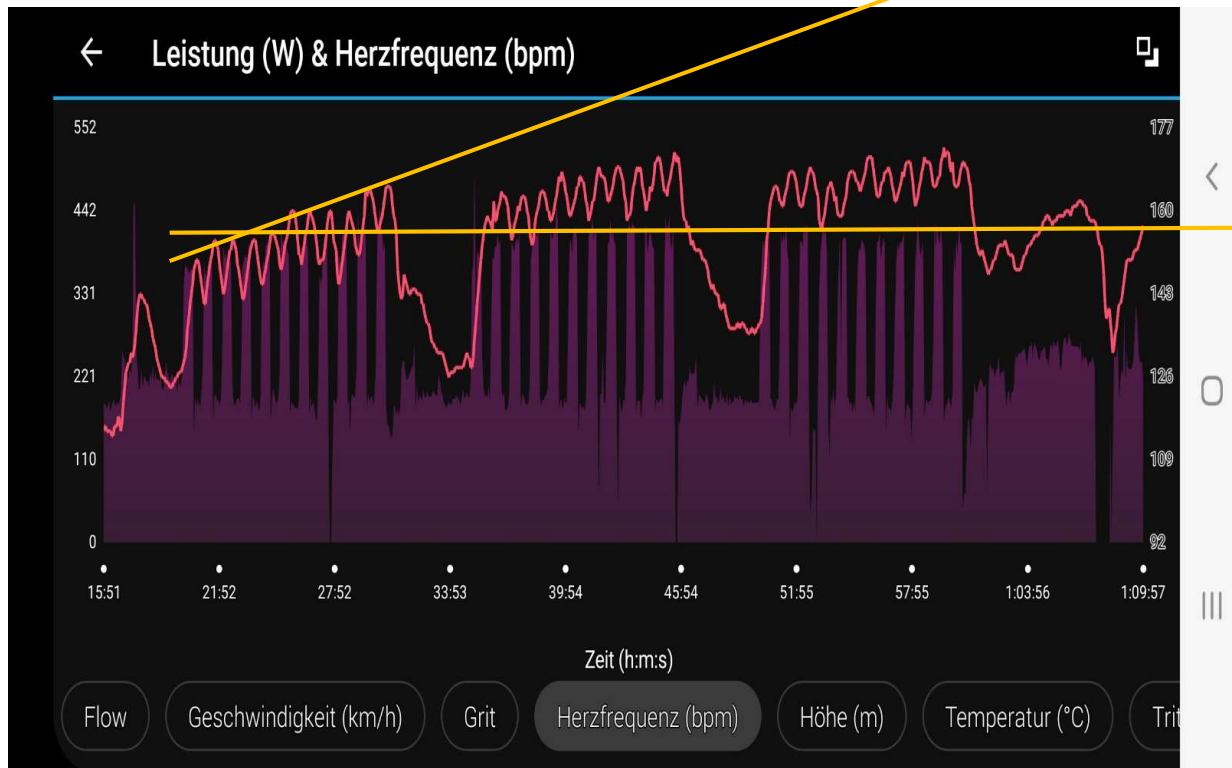 Leistung (W) & Herzfrequenz (bpm)
552 177
442 160
331 143
221 126
110 109
0 92
15:51 21:52 27:52 33:53 39:54 45:54 51:55 57:55 1:03:56 1:09:57
Zeit (h:m:s)
Flow Geschwindigkeit (km/h) Grit Herzfrequenz (bpm) Höhe (m) Temperatur (°C) Trit